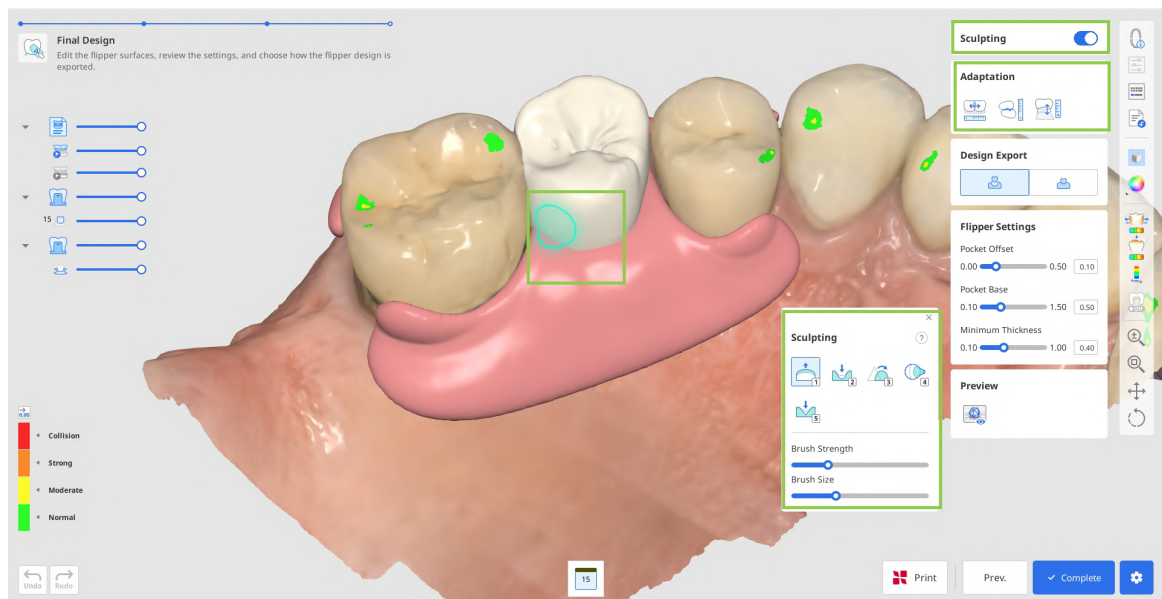 Final Design
Edit the flipper surfaces, review the settings, and choose how the flipper design is
exported.
15
0.00
Collision
Strong
Moderate
Normal
Undo
Redo
15
Sculpting
?
1
2
3
4
5
Brush Strength
Brush Size
Sculpting
Adaptation
Design Export
Flipper Settings
Pocket Offset
0.00 0.50 0.10
Pocket Base
0.10 1.50 0.50
Minimum Thickness
0.10 1.00 0.40
Preview
Print
Prev.
Complete